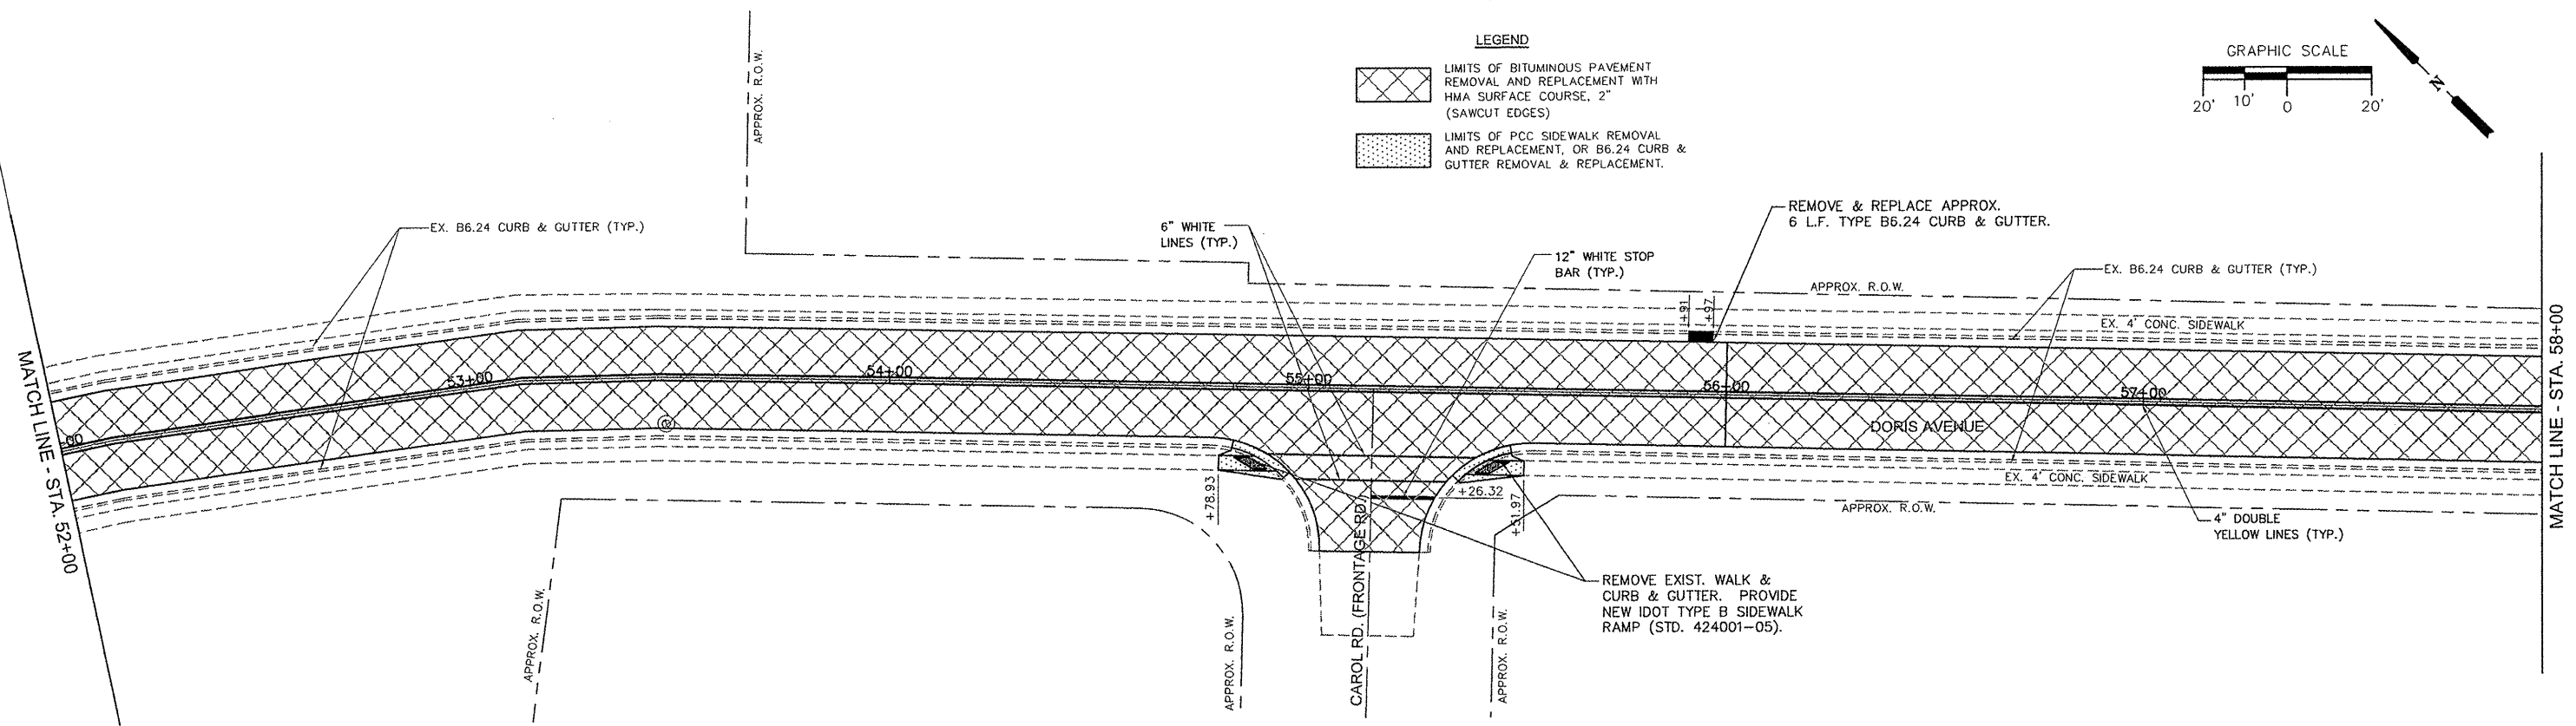 LEGEND
LIMITS OF BITUMINOUS PAVEMENT
REMOVAL AND REPLACEMENT WITH
HMA SURFACE COURSE, 2"
(SAWCUT EDGES)
LIMITS OF PCC SIDEWALK REMOVAL
AND REPLACEMENT, OR B6.24 CURB &
GUTTER REMOVAL & REPLACEMENT.
GRAPHIC SCALE
20' 10' 0 20'
N
APPROX. R.O.W.
EX. B6.24 CURB & GUTTER (TYP.)
6" WHITE
LINES (TYP.)
12" WHITE STOP
BAR (TYP.)
REMOVE & REPLACE APPROX.
6 L.F. TYPE B6.24 CURB & GUTTER.
EX. B6.24 CURB & GUTTER (TYP.)
APPROX. R.O.W.
+91
+97
EX. 4' CONC. SIDEWALK
MATCH LINE - STA. 52+00
00
53+00
54+00
55+00
56+00
57+00
DORIS AVENUE
MATCH LINE - STA. 58+00
EX. 4' CONC. SIDEWALK
APPROX. R.O.W.
4" DOUBLE
YELLOW LINES (TYP.)
+78.93
+26.32
+51.97
REMOVE EXIST. WALK &
CURB & GUTTER. PROVIDE
NEW IDOT TYPE B SIDEWALK
RAMP (STD. 424001-05).
APPROX. R.O.W.
APPROX. R.O.W.
CAROL RD. (FRONTAGE RD.)
APPROX. R.O.W.